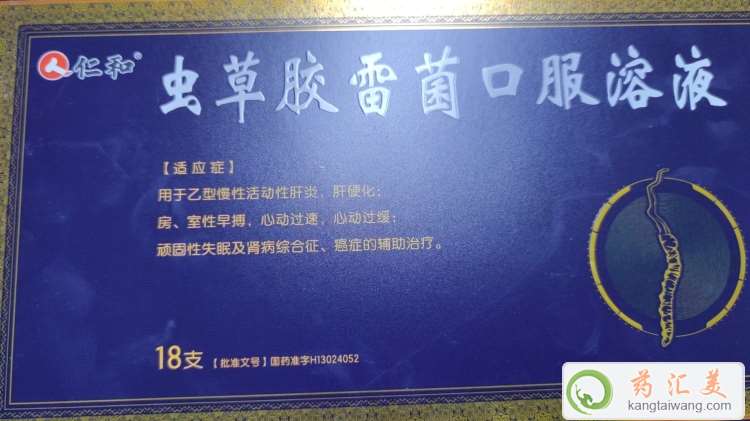 仁和®
虫草胶雷菌口服溶液
【适应症】
用于乙型慢性活动性肝炎，肝硬化；
房、室性早搏，心动过速，心动过缓；
顽固性失眠及肾病综合征、癌症的辅助治疗。
18支【批准文号】国药准字H13024052
药汇美
kangtaiwang.com